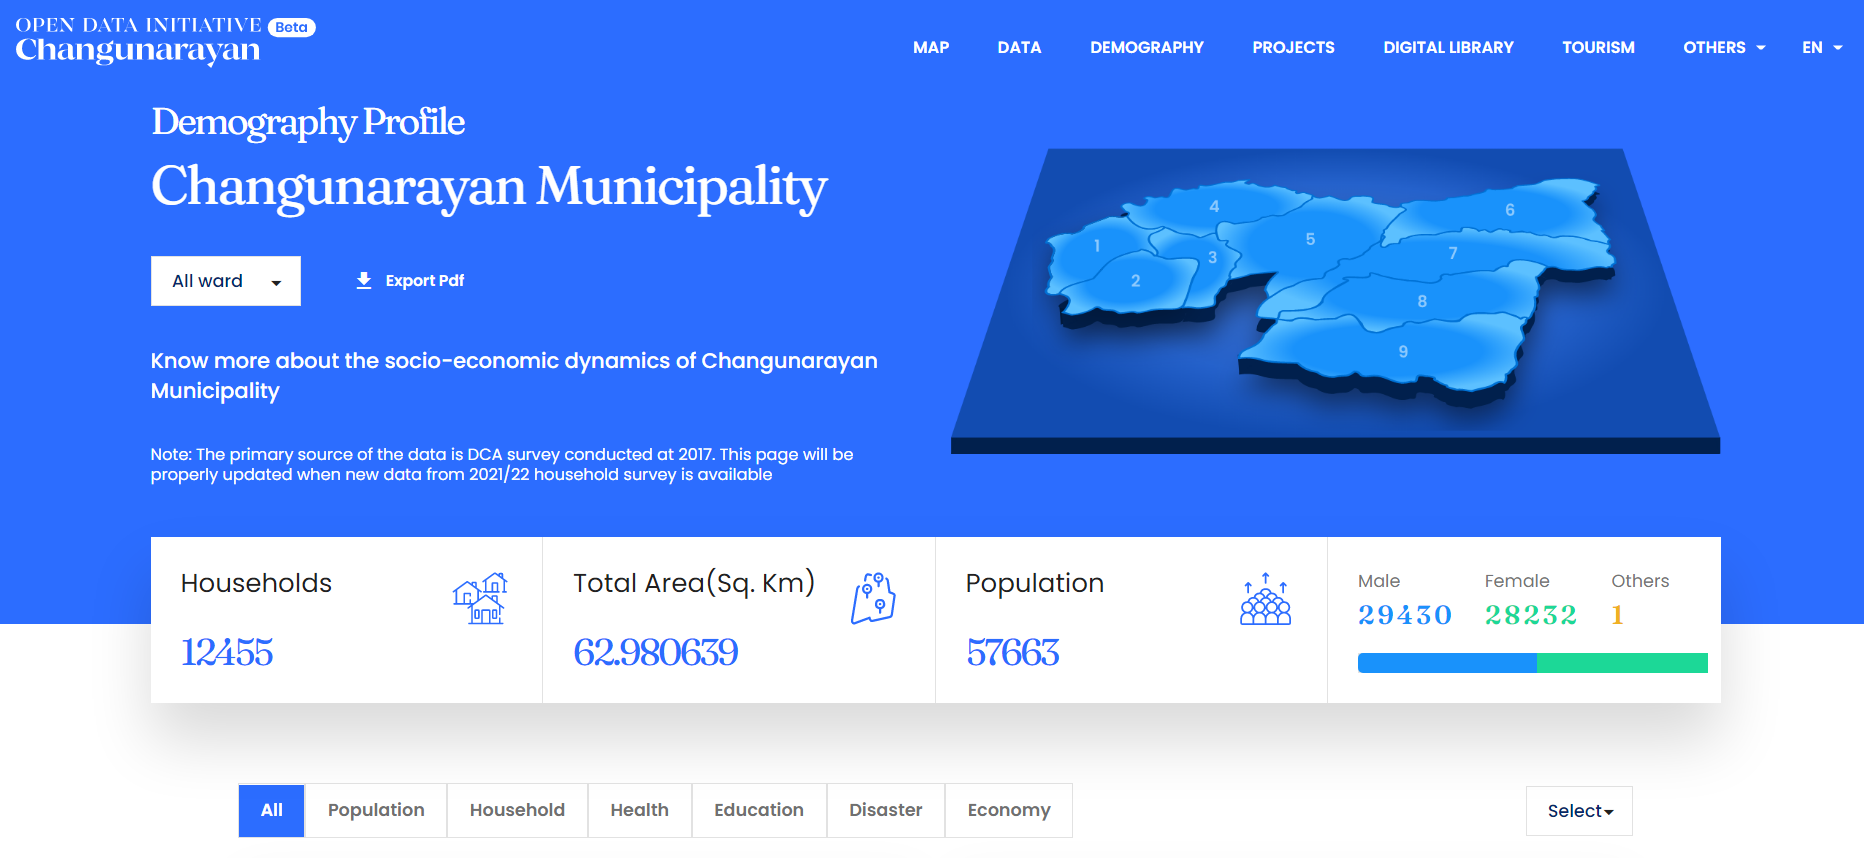 OPEN DATA INITIATIVE Beta
Changunarayan
MAP DATA DEMOGRAPHY PROJECTS DIGITAL LIBRARY TOURISM OTHERS EN
Demography Profile
Changunarayan Municipality
All ward
Export Pdf
Know more about the socio-economic dynamics of Changunarayan
Municipality
Note: The primary source of the data is DCA survey conducted at 2017. This page will be
properly updated when new data from 2021/22 household survey is available
1
2
3
4
5
6
7
8
9
Households
12455
Total Area(Sq. Km)
62.980639
Population
57663
Male Female Others
29430 28232 1
All Population Household Health Education Disaster Economy
Select